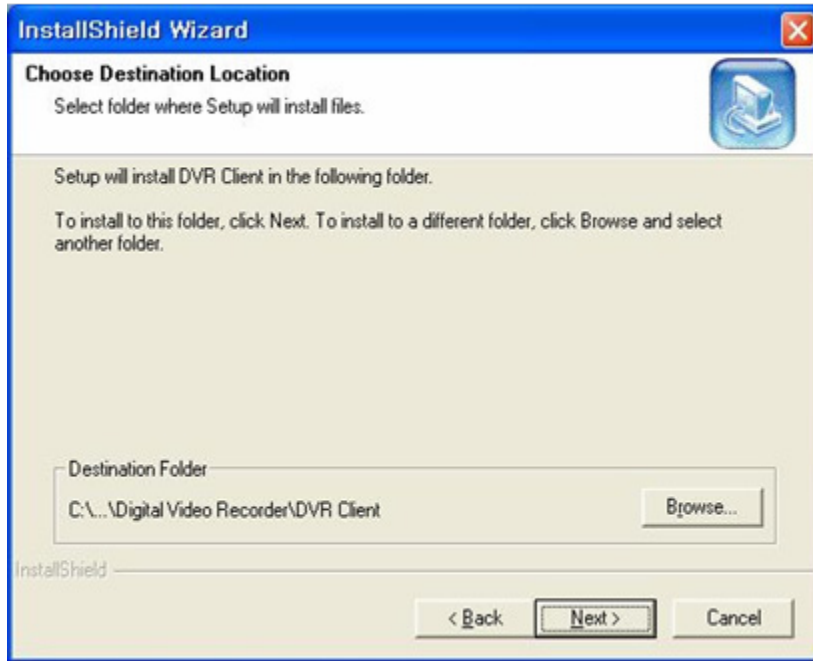 InstallShield Wizard
Choose Destination Location
Select folder where Setup will install files.
Setup will install DVR Client in the following folder.
To install to this folder, click Next. To install to a different folder, click Browse and select
another folder.
Destination Folder
C:\...\Digital Video Recorder\DVR Client
Browse...
InstallShield
< Back
Next >
Cancel